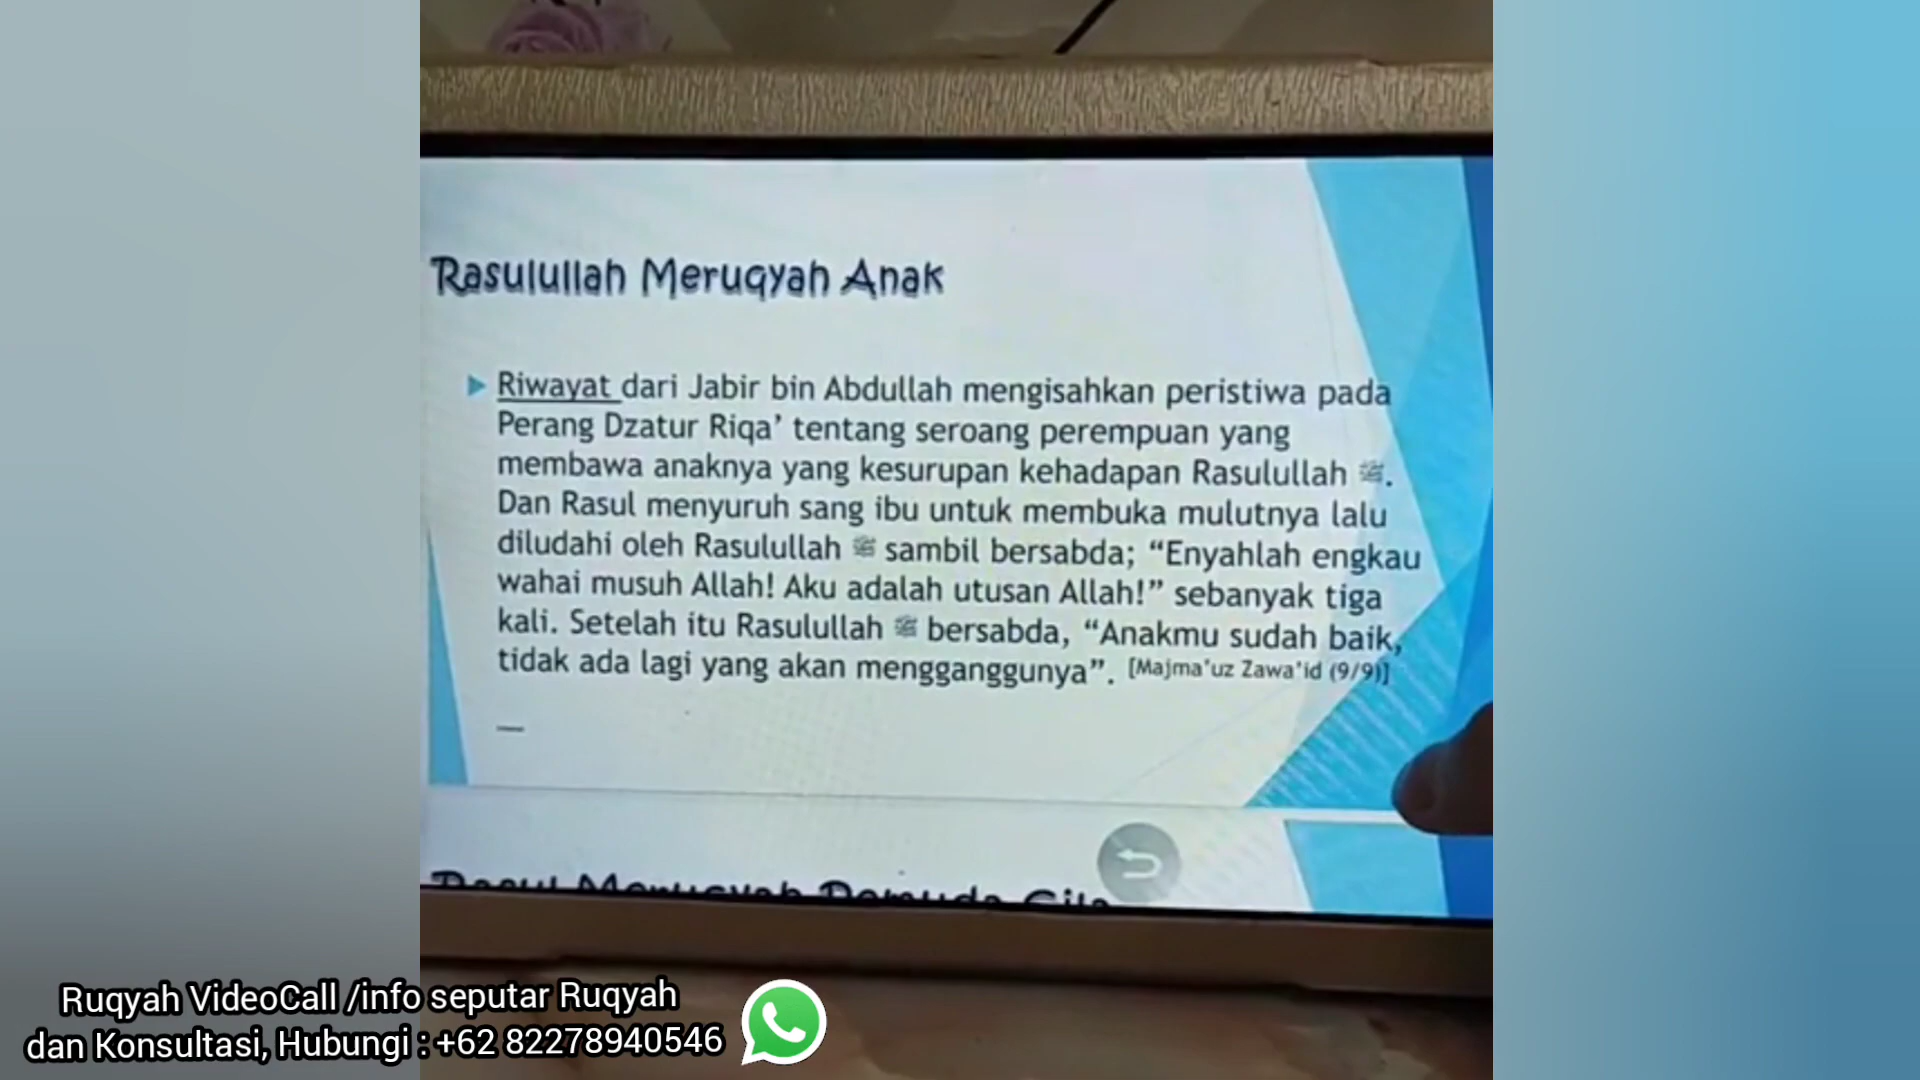 Rasulullah Meruqyah Anak
Riwayat dari Jabir bin Abdullah mengisahkan peristiwa pada
Perang Dzatur Riqa’ tentang seroang perempuan yang
membawa anaknya yang kesurupan kehadapan Rasulullah ﷺ.
Dan Rasul menyuruh sang ibu untuk membuka mulutnya lalu
diludahi oleh Rasulullah ﷺ sambil bersabda; “Enyahlah engkau
wahai musuh Allah! Aku adalah utusan Allah!” sebanyak tiga
kali. Setelah itu Rasulullah ﷺ bersabda, “Anakmu sudah baik,
tidak ada lagi yang akan mengganggunya”. [Majma'uz Zawa'id (9/9)]
Rasul Meruqyah Pemuda Gila
Ruqyah VideoCall /info seputar Ruqyah
dan Konsultasi, Hubungi : +62 82278940546